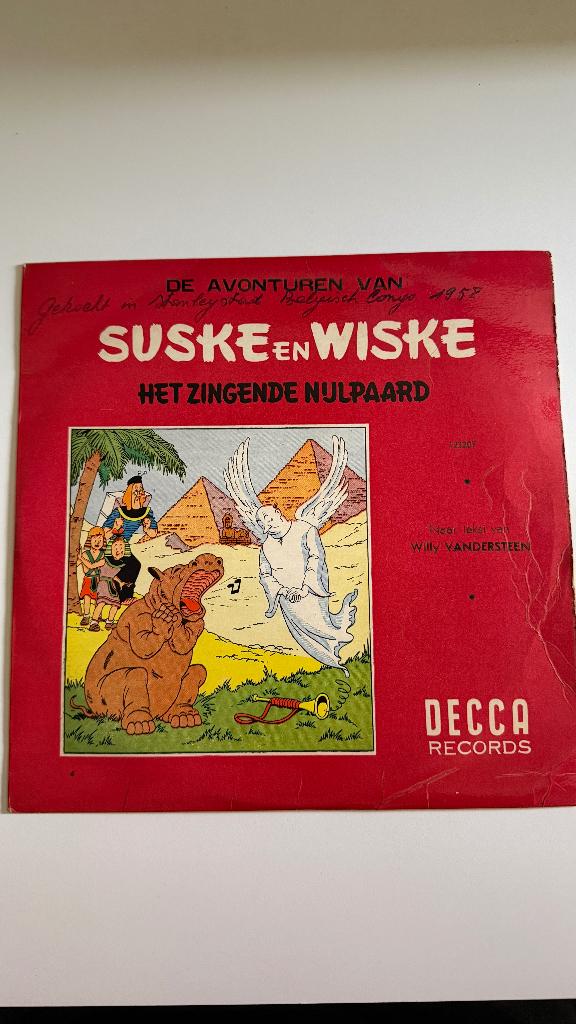 DE AVONTUREN VAN
Gekocht in Stanleystad Belgisch Congo 1958
SUSKE EN WISKE
HET ZINGENDE NIJLPAARD
123207
Naar tekst van
Willy VANDERSTEEN
DECCA
RECORDS